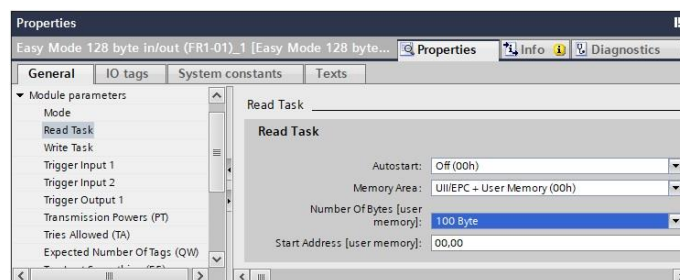 Properties
Easy Mode 128 byte in/out (FR1-01)_1 [Easy Mode 128 byte... Properties Info Diagnostics
General IO tags System constants Texts
Module parameters
Mode
Read Task
Write Task
Trigger Input 1
Trigger Input 2
Trigger Output 1
Transmission Powers (PT)
Tries Allowed (TA)
Expected Number Of Tags (QW)
Read Task
Read Task
Autostart: Off (00h)
Memory Area: UII/EPC + User Memory (00h)
Number Of Bytes [user
memory]: 100 Byte
Start Address [user memory]: 00,00